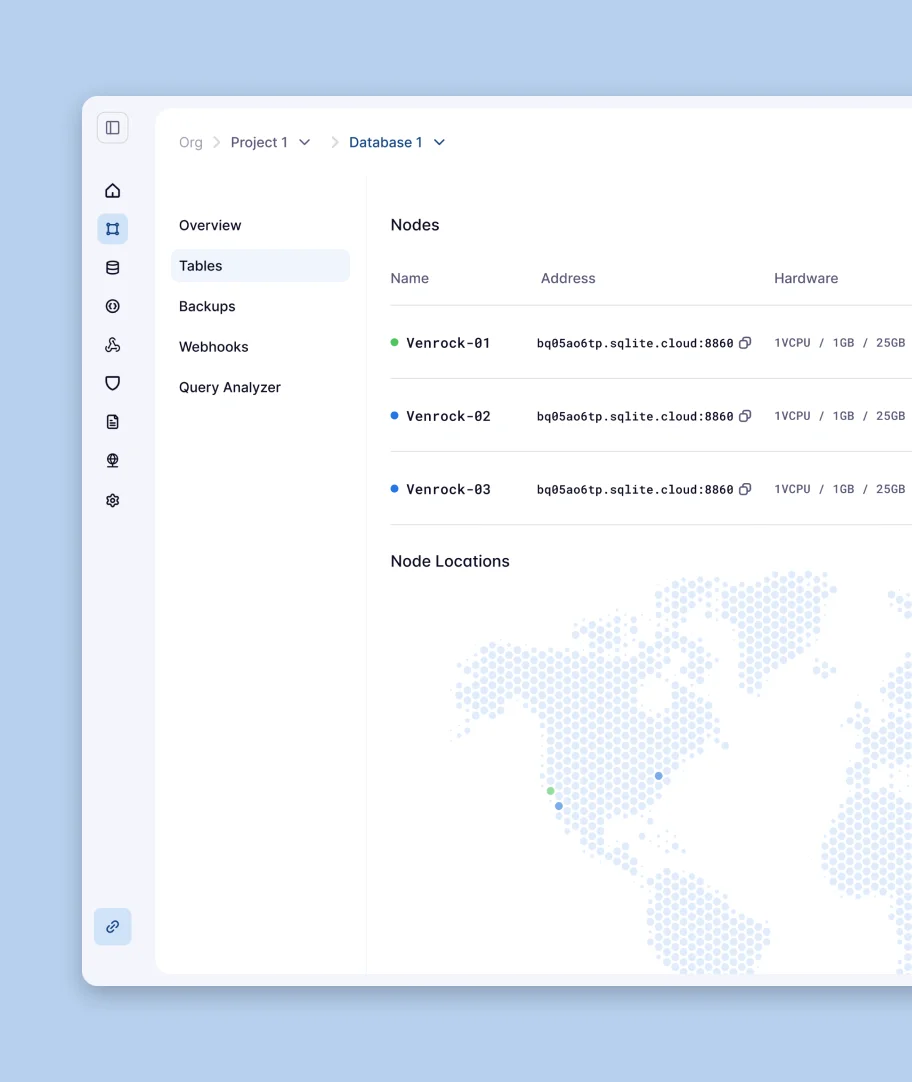 Org Project 1 Database 1
Overview
Tables
Backups
Webhooks
Query Analyzer
Nodes
Name Address Hardware
Venrock-01 bq05ao6tp.sqlite.cloud:8860 1VCPU / 1GB / 25GB
Venrock-02 bq05ao6tp.sqlite.cloud:8860 1VCPU / 1GB / 25GB
Venrock-03 bq05ao6tp.sqlite.cloud:8860 1VCPU / 1GB / 25GB
Node Locations